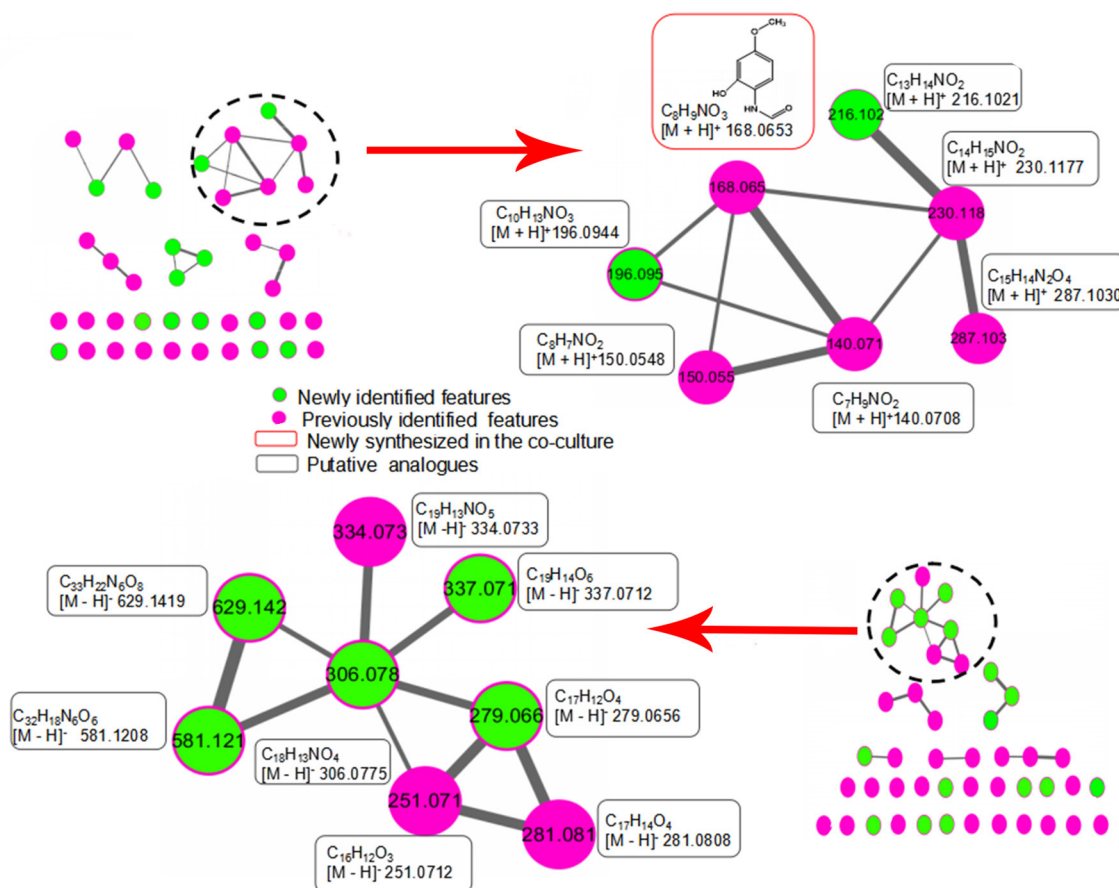 O
CH₃
HO
HN
O
C₈H₉NO₃
[M + H]⁺ 168.0653
C₁₃H₁₄NO₂
[M + H]⁺ 216.1021
216.102
C₁₄H₁₅NO₂
[M + H]⁺ 230.1177
168.065
230.118
C₁₀H₁₃NO₃
[M + H]⁺196.0944
196.095
C₁₅H₁₄N₂O₄
[M + H]⁺ 287.1030
287.103
C₈H₇NO₂
[M + H]⁺150.0548
150.055
140.071
C₇H₉NO₂
[M + H]⁺140.0708
Newly identified features
Previously identified features
Newly synthesized in the co-culture
Putative analogues
334.073
C₁₉H₁₃NO₅
[M -H]⁻ 334.0733
C₃₃H₂₂N₆O₈
[M - H]⁻ 629.1419
629.142
337.071
C₁₉H₁₄O₆
[M - H]⁻ 337.0712
306.078
C₃₂H₁₈N₆O₆
[M - H]⁻ 581.1208
581.121
C₁₈H₁₃NO₄
[M - H]⁻ 306.0775
279.066
C₁₇H₁₂O₄
[M - H]⁻ 279.0656
251.071
C₁₆H₁₂O₃
[M - H]⁻ 251.0712
281.081
C₁₇H₁₄O₄
[M - H]⁻ 281.0808